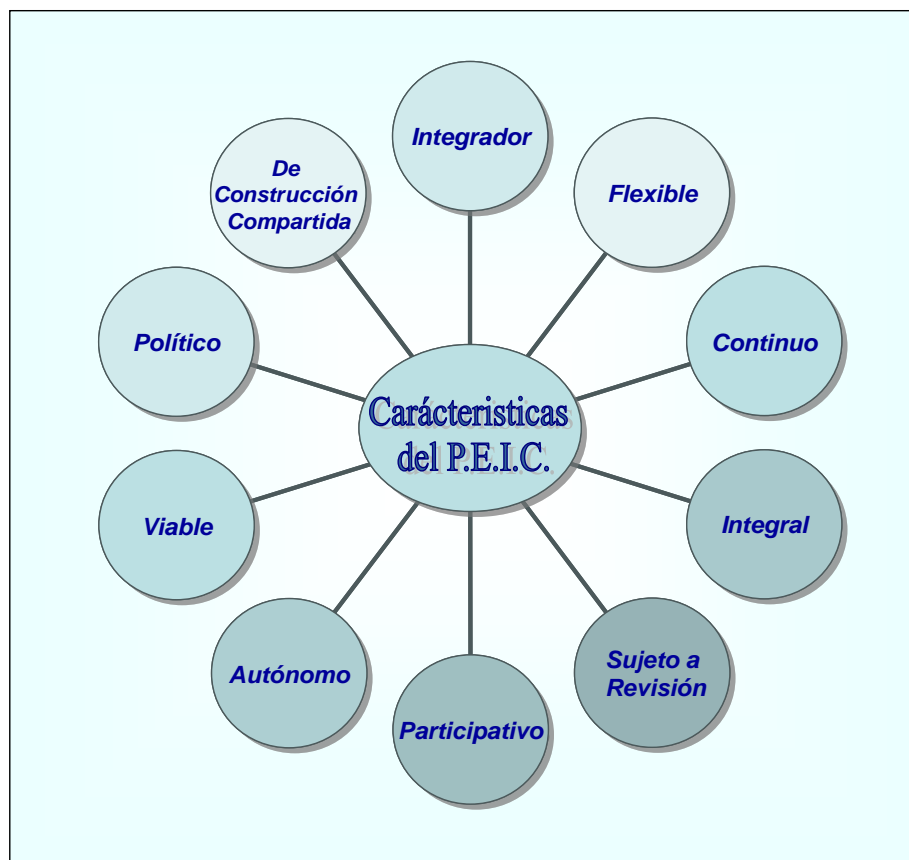 Integrador
De
Construcción
Compartida
Flexible
Político
Continuo
Carácteristicas
del P.E.I.C.
Viable
Integral
Autónomo
Sujeto a
Revisión
Participativo